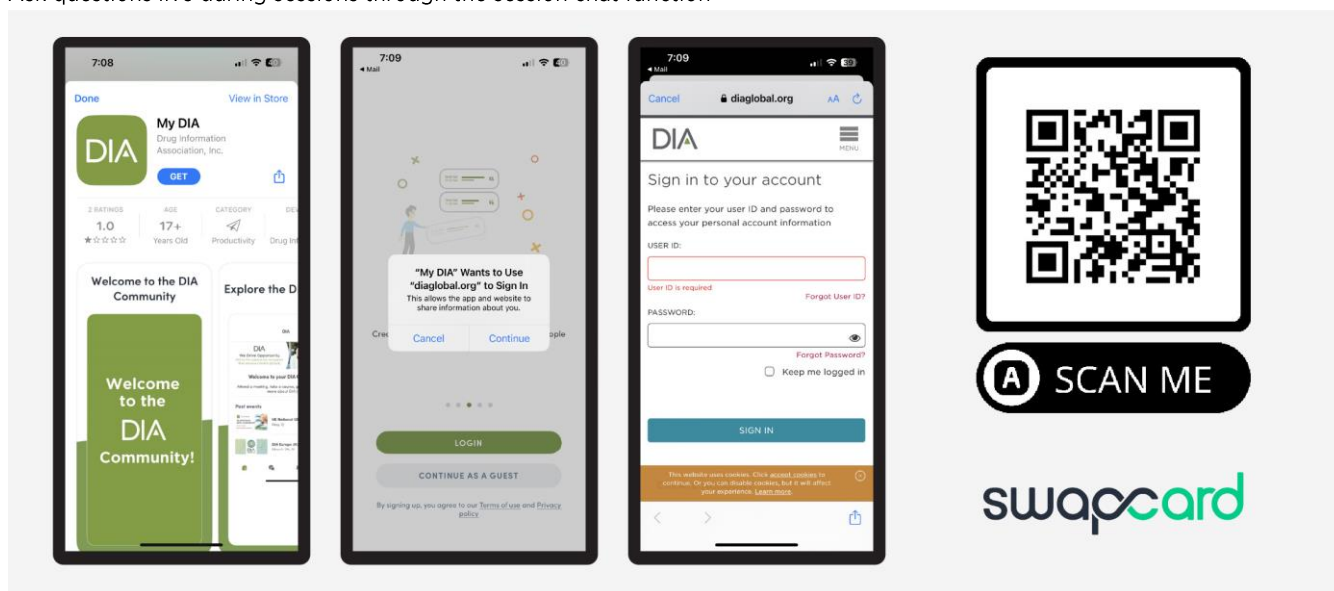 Ask questions live during sessions through the session chat function
7:08
Done
View in Store
DIA
My DIA
Drug Information
Association, Inc.
GET
2 RATINGS
AGE
CATEGORY
1.0
17+
★☆☆☆☆
Years Old
Productivity
Drug Inf
Welcome to the DIA
Community
Explore the D
Welcome
to the
DIA
Community!
DIA
Past events
7:09
Mail
"My DIA" Wants to Use
"diaglobal.org" to Sign In
This allows the app and website to
share information about you.
Cancel
Continue
LOGIN
CONTINUE AS A GUEST
By signing up, you agree to our Terms of use and Privacy
policy
7:09
Mail
Cancel
diaglobal.org
AA
DIA
MENU
Sign in to your account
Please enter your user ID and password to
access your personal account information
USER ID:
User ID is required
Forgot User ID?
PASSWORD:
Forgot Password?
Keep me logged in
SIGN IN
This website uses cookies. Click accept cookies to
continue. Or you can disable cookies, but it will affect
your experience. Learn more.
A SCAN ME
swapcard